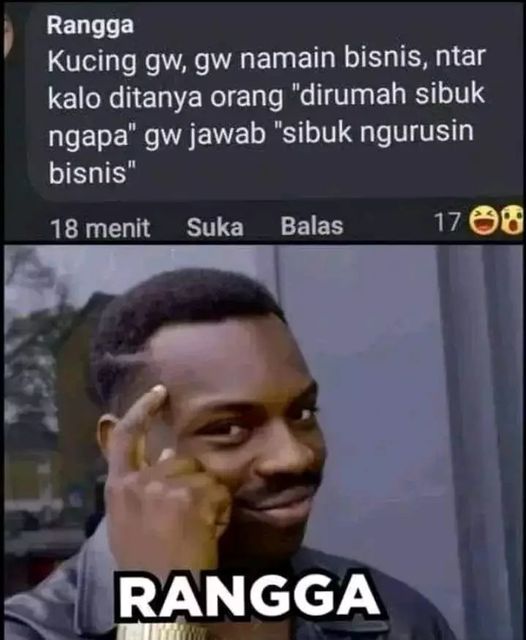 Rangga
Kucing gw, gw namain bisnis, ntar
kalo ditanya orang "dirumah sibuk
ngapa" gw jawab "sibuk ngurusin
bisnis"
18 menit Suka Balas 17
RANGGA